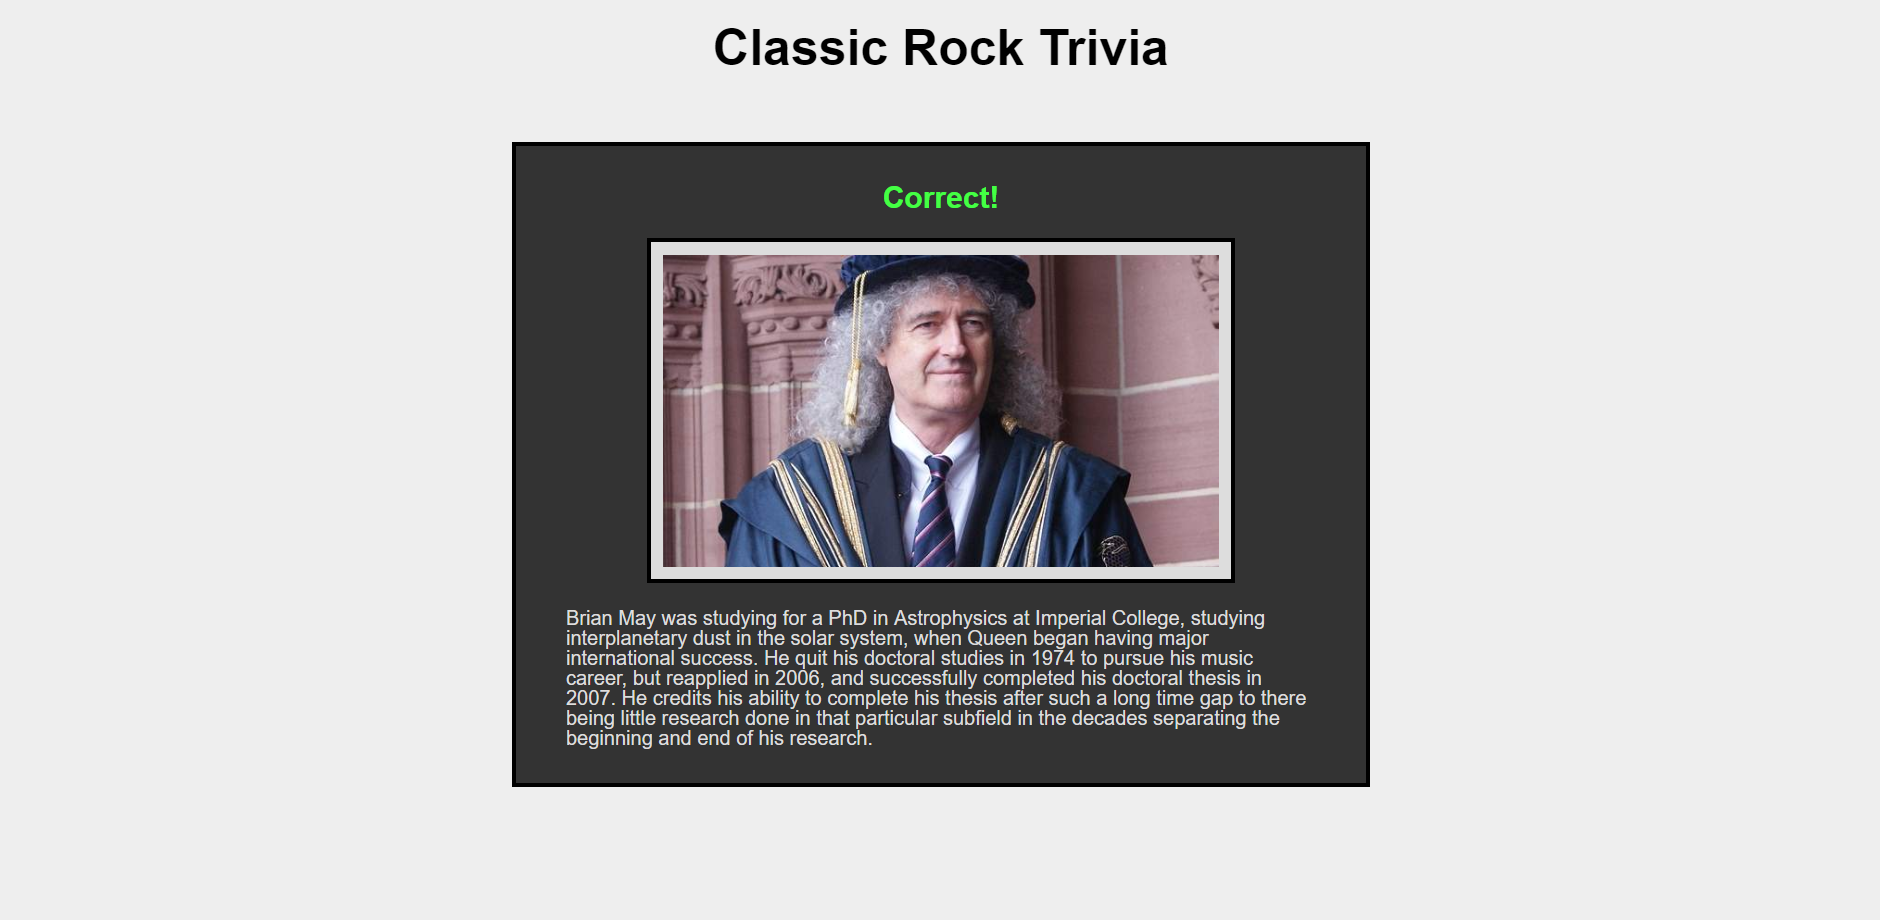 Classic Rock Trivia
Correct!
Brian May was studying for a PhD in Astrophysics at Imperial College, studying
interplanetary dust in the solar system, when Queen began having major
international success. He quit his doctoral studies in 1974 to pursue his music
career, but reapplied in 2006, and successfully completed his doctoral thesis in
2007. He credits his ability to complete his thesis after such a long time gap to there
being little research done in that particular subfield in the decades separating the
beginning and end of his research.